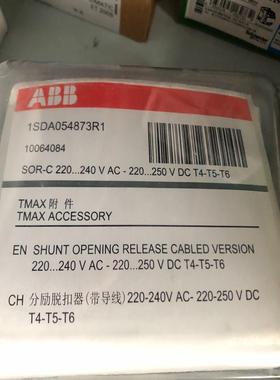 ABB
1SDA054873R1
10064084
SOR-C 220...240 V AC - 220...250 V DC T4-T5-T6
TMAX 附 件
TMAX ACCESSORY
EN SHUNT OPENING RELEASE CABLED VERSION
220...240 V AC - 220...250 V DC T4-T5-T6
CH 分励脱扣器(带导线) 220-240V AC- 220-250 V DC
T4-T5-T6